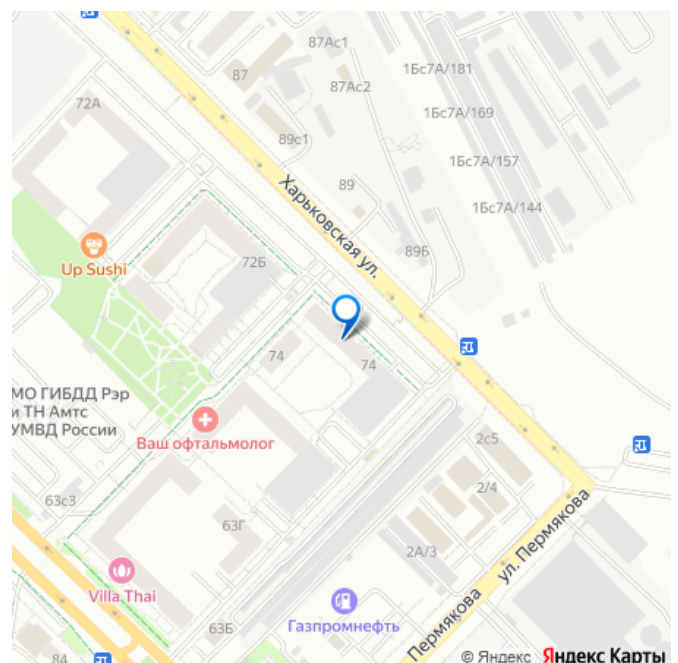 87Ас1
87
1Бс7А/181
87Ас2
72А
1Бс7А/169
89с1
1Бс7А/157
89
Харьковская ул.
1Бс7А/144
Up Sushi
72Б
89Б
74
74
МО ГИБДД Рэр
и ТН Амтс
УМВД России
Ваш офтальмолог
2с5
63с3
2/4
63Г
2А/3
ул. Пермякова
Villa Thai
63Б
Газпромнефть
Пермякова
84
© Яндекс Яндекс Карты